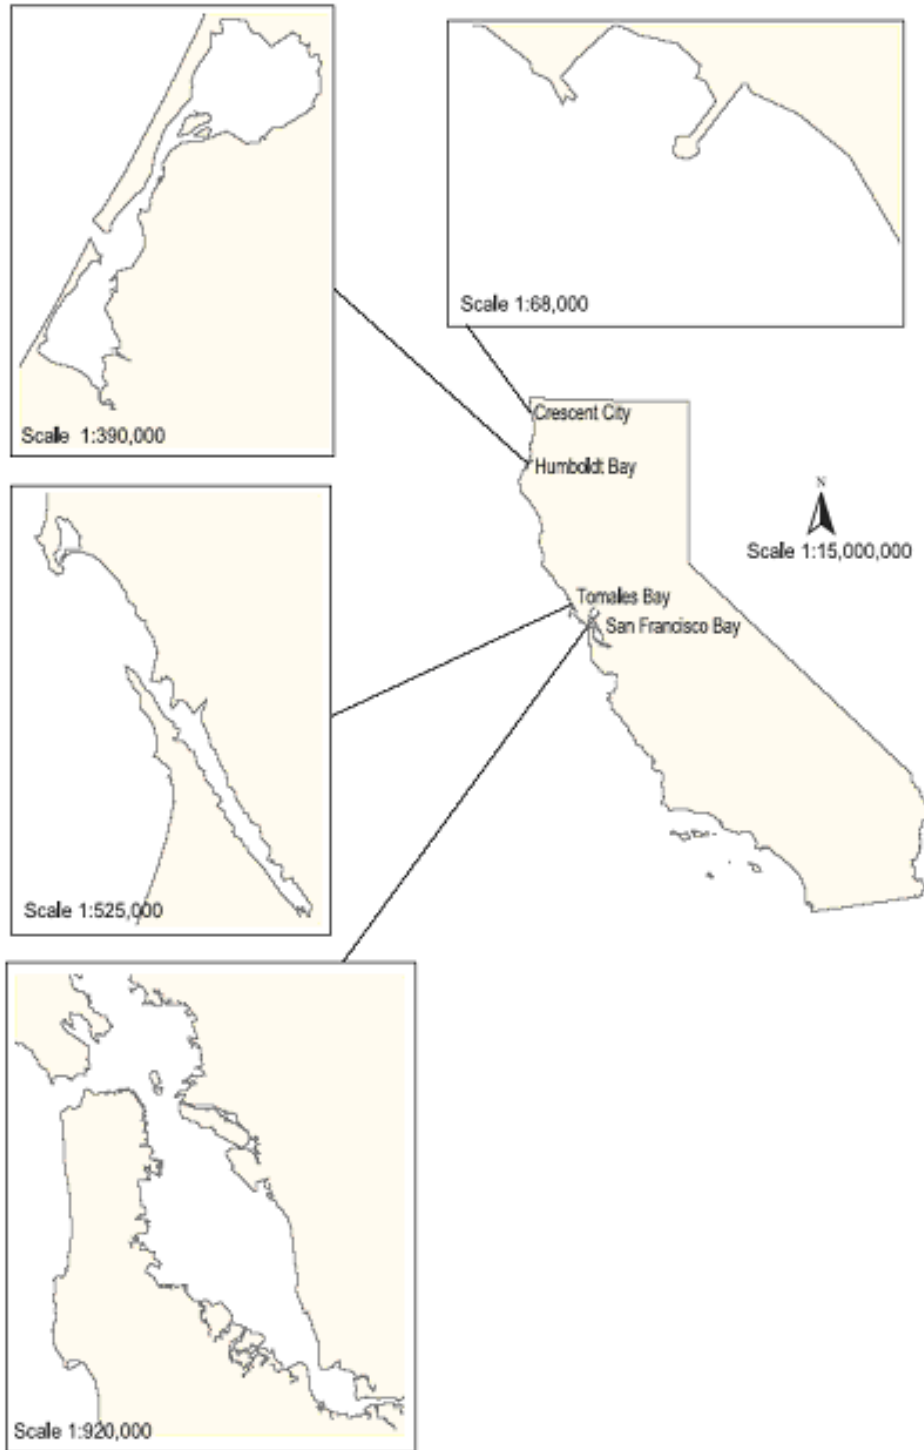 Scale 1:68,000
Scale 1:390,000
Crescent City
Humboldt Bay
N
Scale 1:15,000,000
Tomales Bay
San Francisco Bay
Scale 1:525,000
Scale 1:920,000